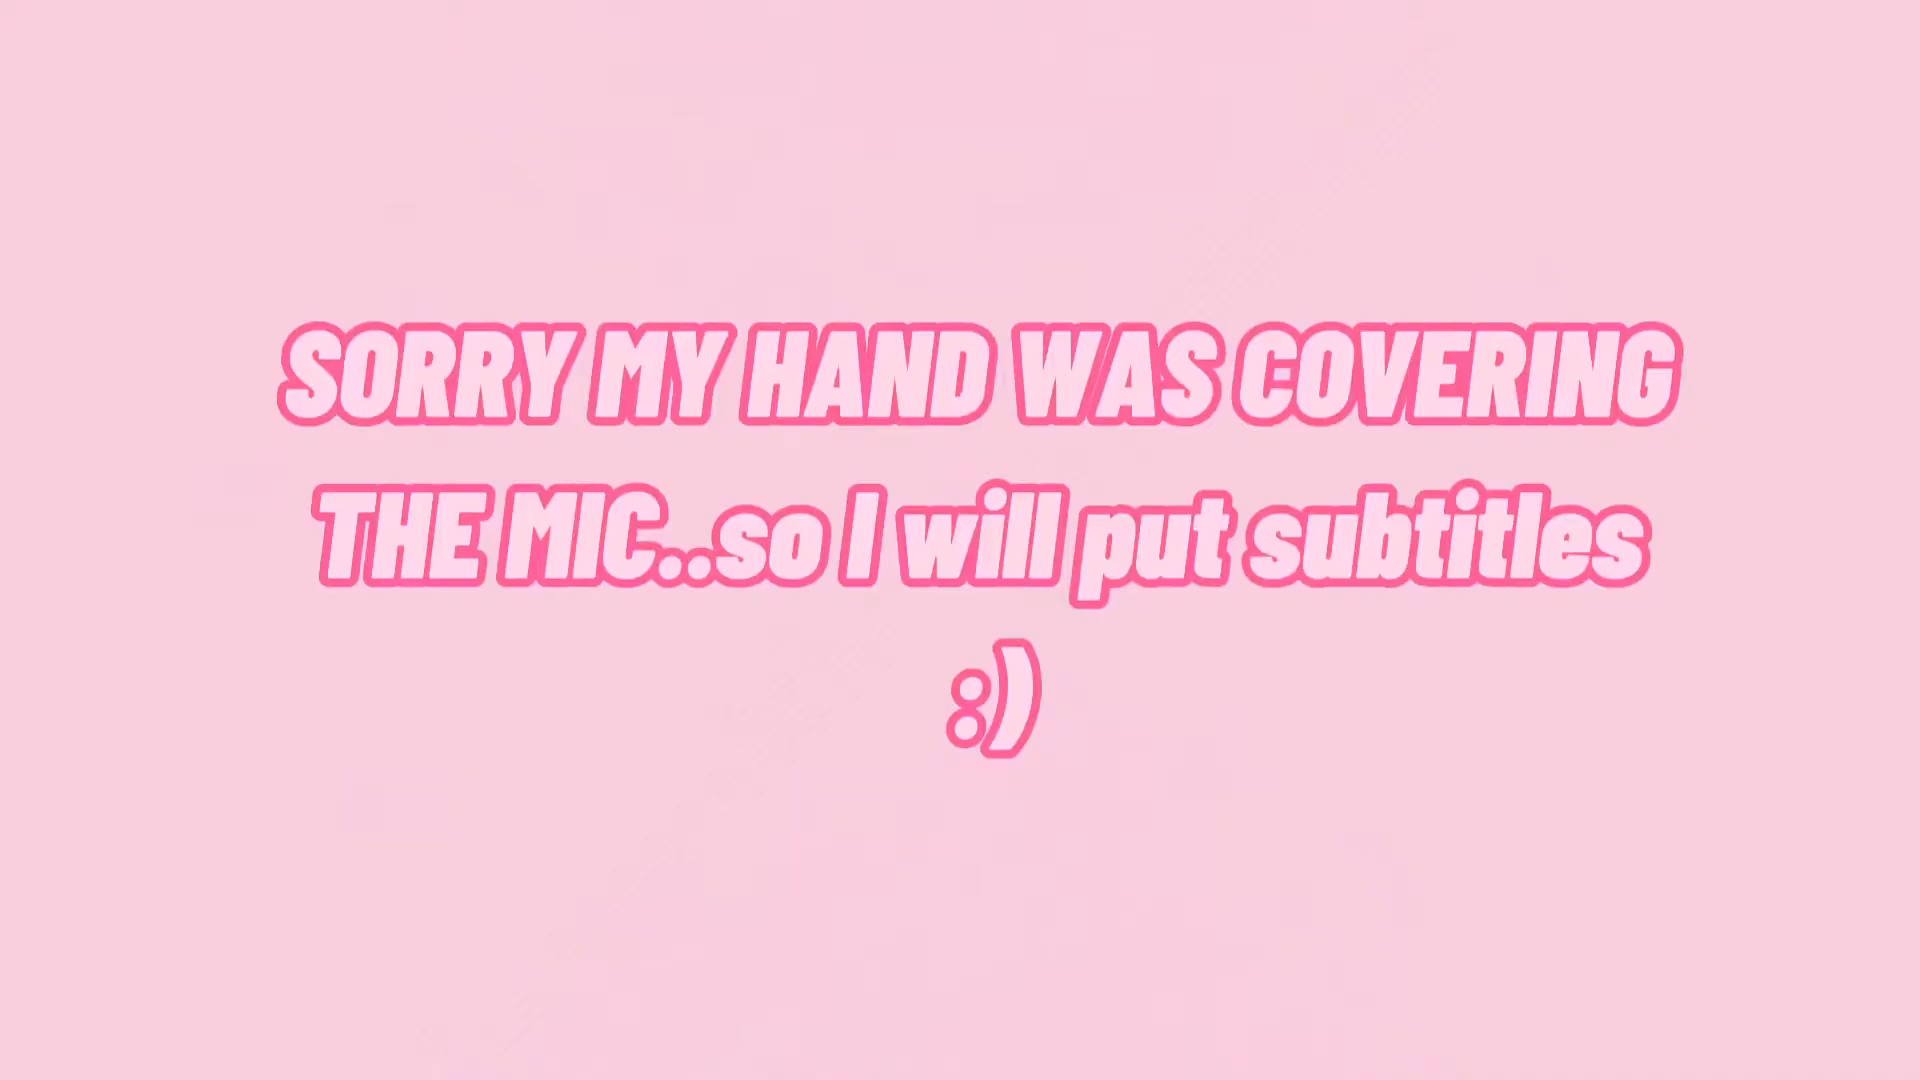 SORRY MY HAND WAS COVERING
THE MIC..so I will put subtitles
:)